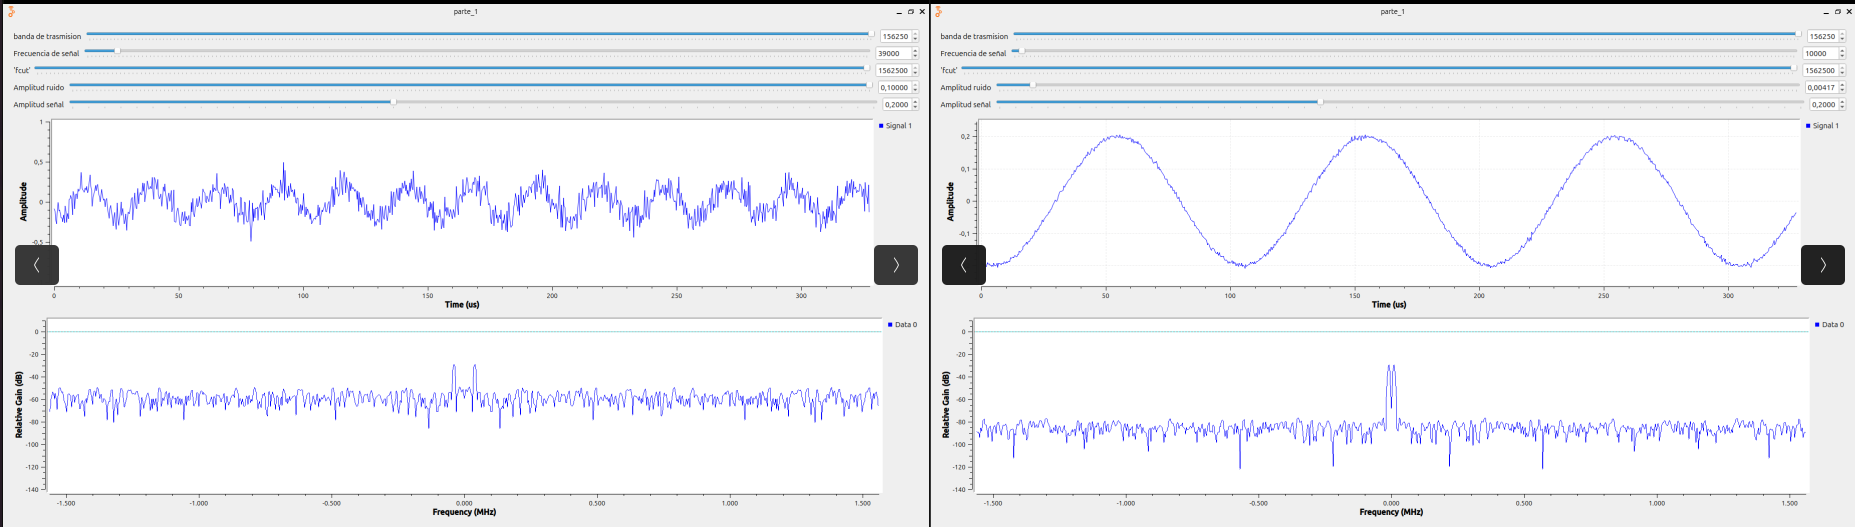 parte_1
banda de trasmision 156250
Frecuencia de señal 39000
'fcut' 1562500
Amplitud ruido 0,10000
Amplitud señal 0,2000
Signal 1
1
0,5
0
-0,5
Amplitude
0 50 100 150 200 250 300
Time (us)
Data 0
0
-20
-40
-60
-80
-100
-120
-140
Relative Gain (dB)
-1.500 -1.000 -0.500 0.000 0.500 1.000 1.500
Frequency (MHz)
parte_1
banda de trasmision 156250
Frecuencia de señal 10000
'fcut' 1562500
Amplitud ruido 0,00417
Amplitud señal 0,2000
Signal 1
0,2
0,1
0
-0,1
Amplitude
0 50 100 150 200 250 300
Time (us)
Data 0
0
-20
-40
-60
-80
-100
-120
-140
Relative Gain (dB)
-1.500 -1.000 -0.500 0.000 0.500 1.000 1.500
Frequency (MHz)